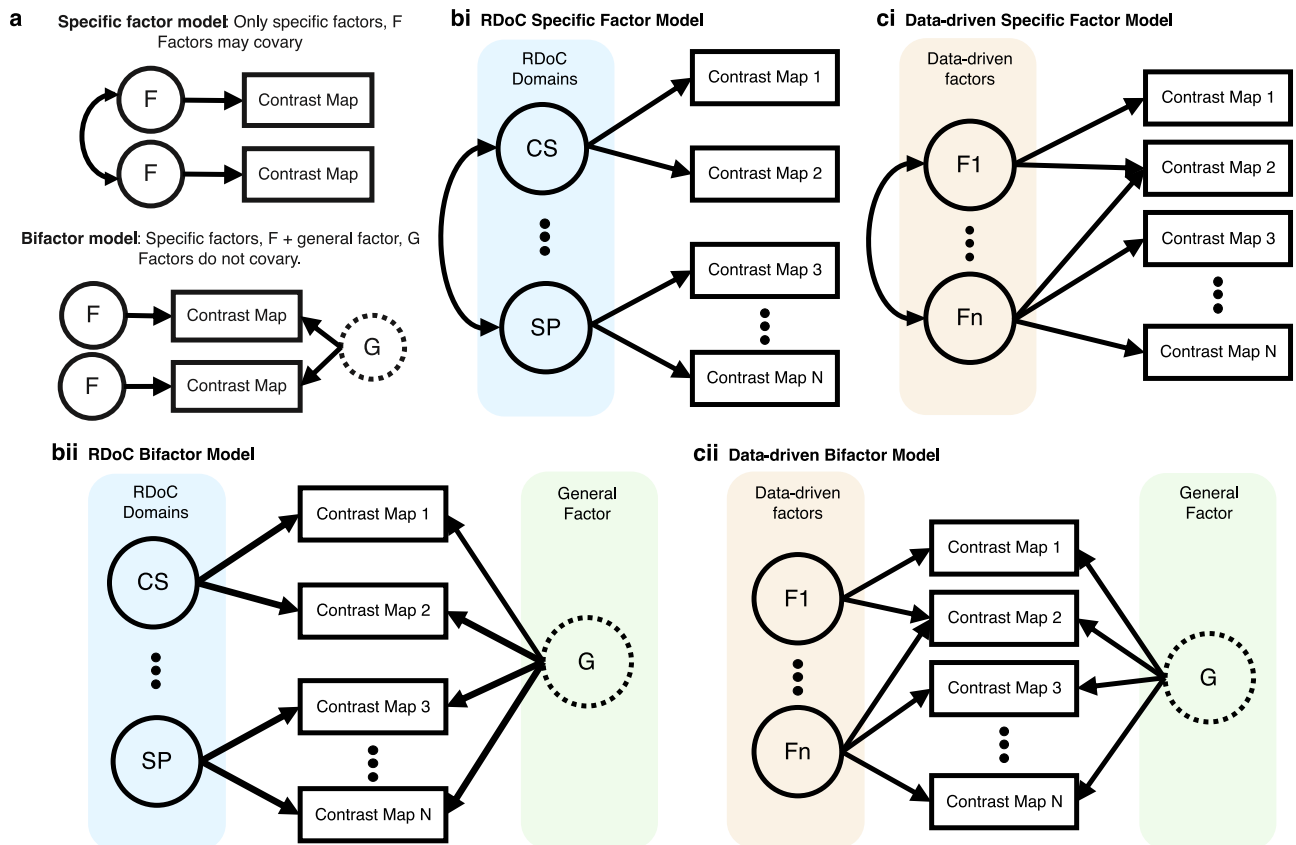 a
Specific factor model: Only specific factors, F
Factors may covary
F
Contrast Map
F
Contrast Map
Bifactor model: Specific factors, F + general factor, G
Factors do not covary.
F
Contrast Map
G
F
Contrast Map
bi RDoC Specific Factor Model
RDoC
Domains
CS
SP
Contrast Map 1
Contrast Map 2
Contrast Map 3
Contrast Map N
ci Data-driven Specific Factor Model
Data-driven
factors
F1
Fn
Contrast Map 1
Contrast Map 2
Contrast Map 3
Contrast Map N
bii RDoC Bifactor Model
RDoC
Domains
CS
SP
Contrast Map 1
Contrast Map 2
Contrast Map 3
Contrast Map N
General
Factor
G
cii Data-driven Bifactor Model
Data-driven
factors
F1
Fn
Contrast Map 1
Contrast Map 2
Contrast Map 3
Contrast Map N
General
Factor
G